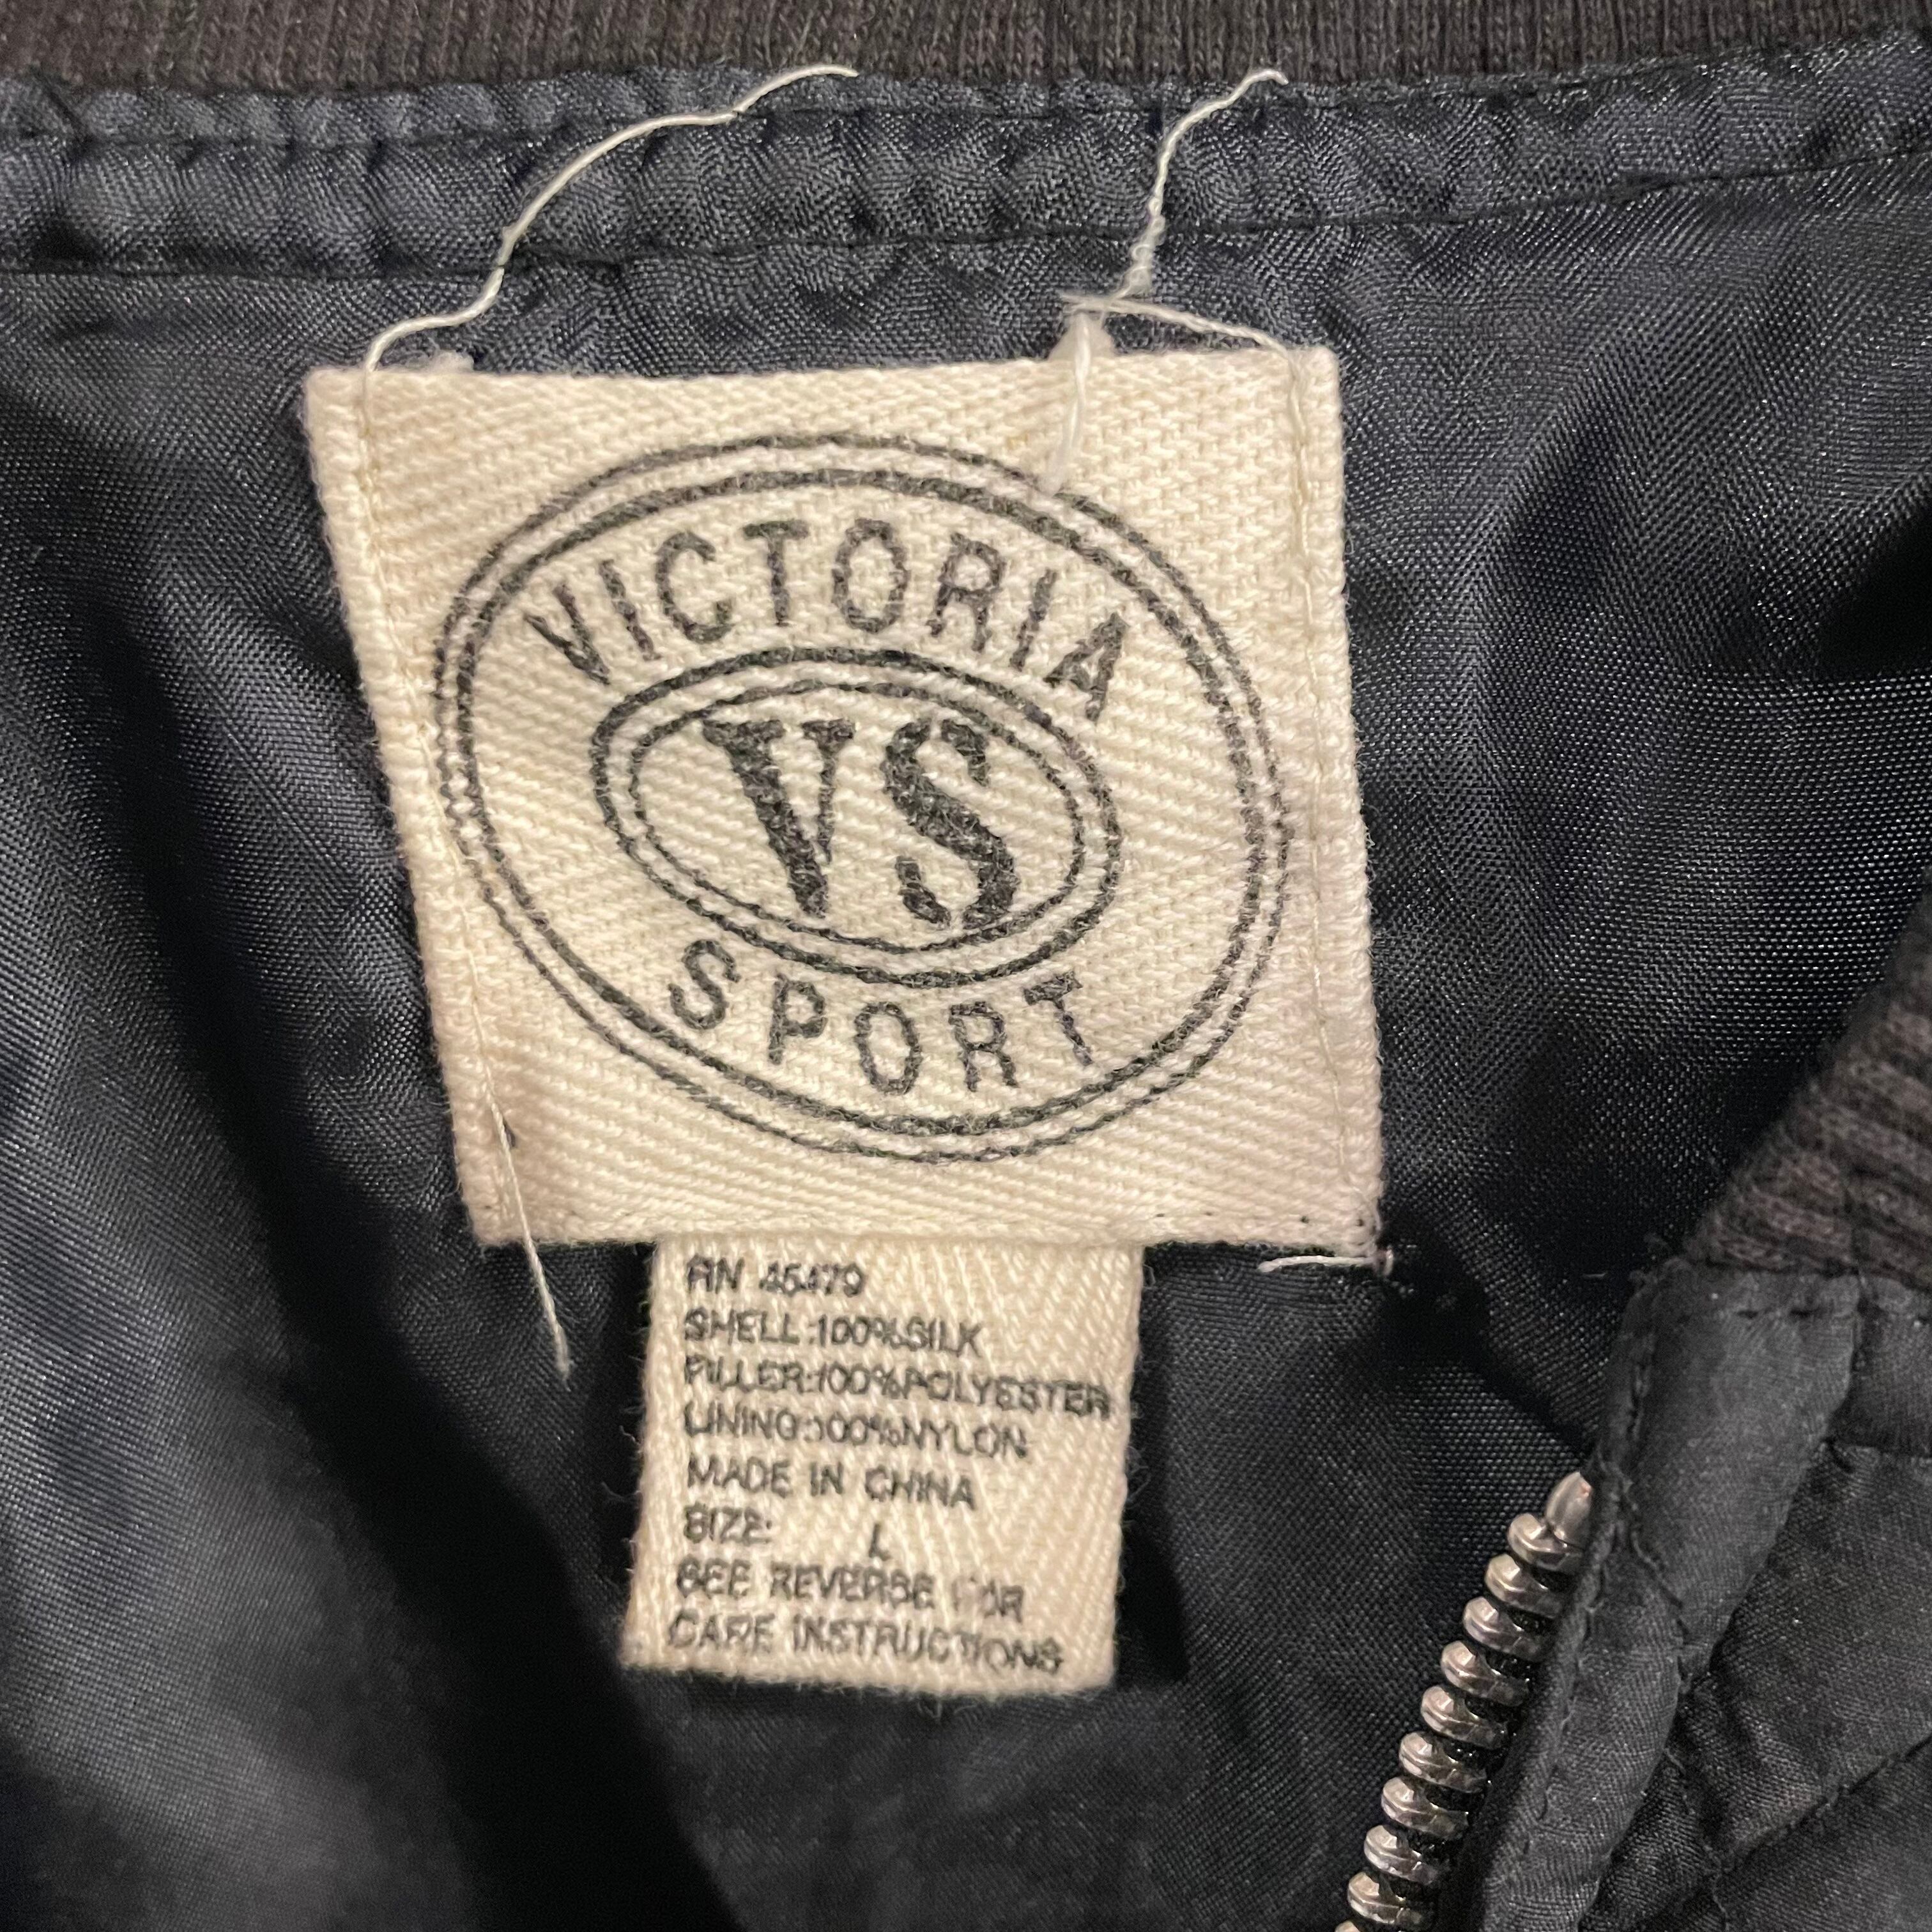 VICTORIA
VS
SPORT
RN 45479
SHELL:100%SILK
FILLER:100%POLYESTER
LINING:100%NYLON
MADE IN CHINA
SIZE: L
SEE REVERSE FOR
CARE INSTRUCTIONS